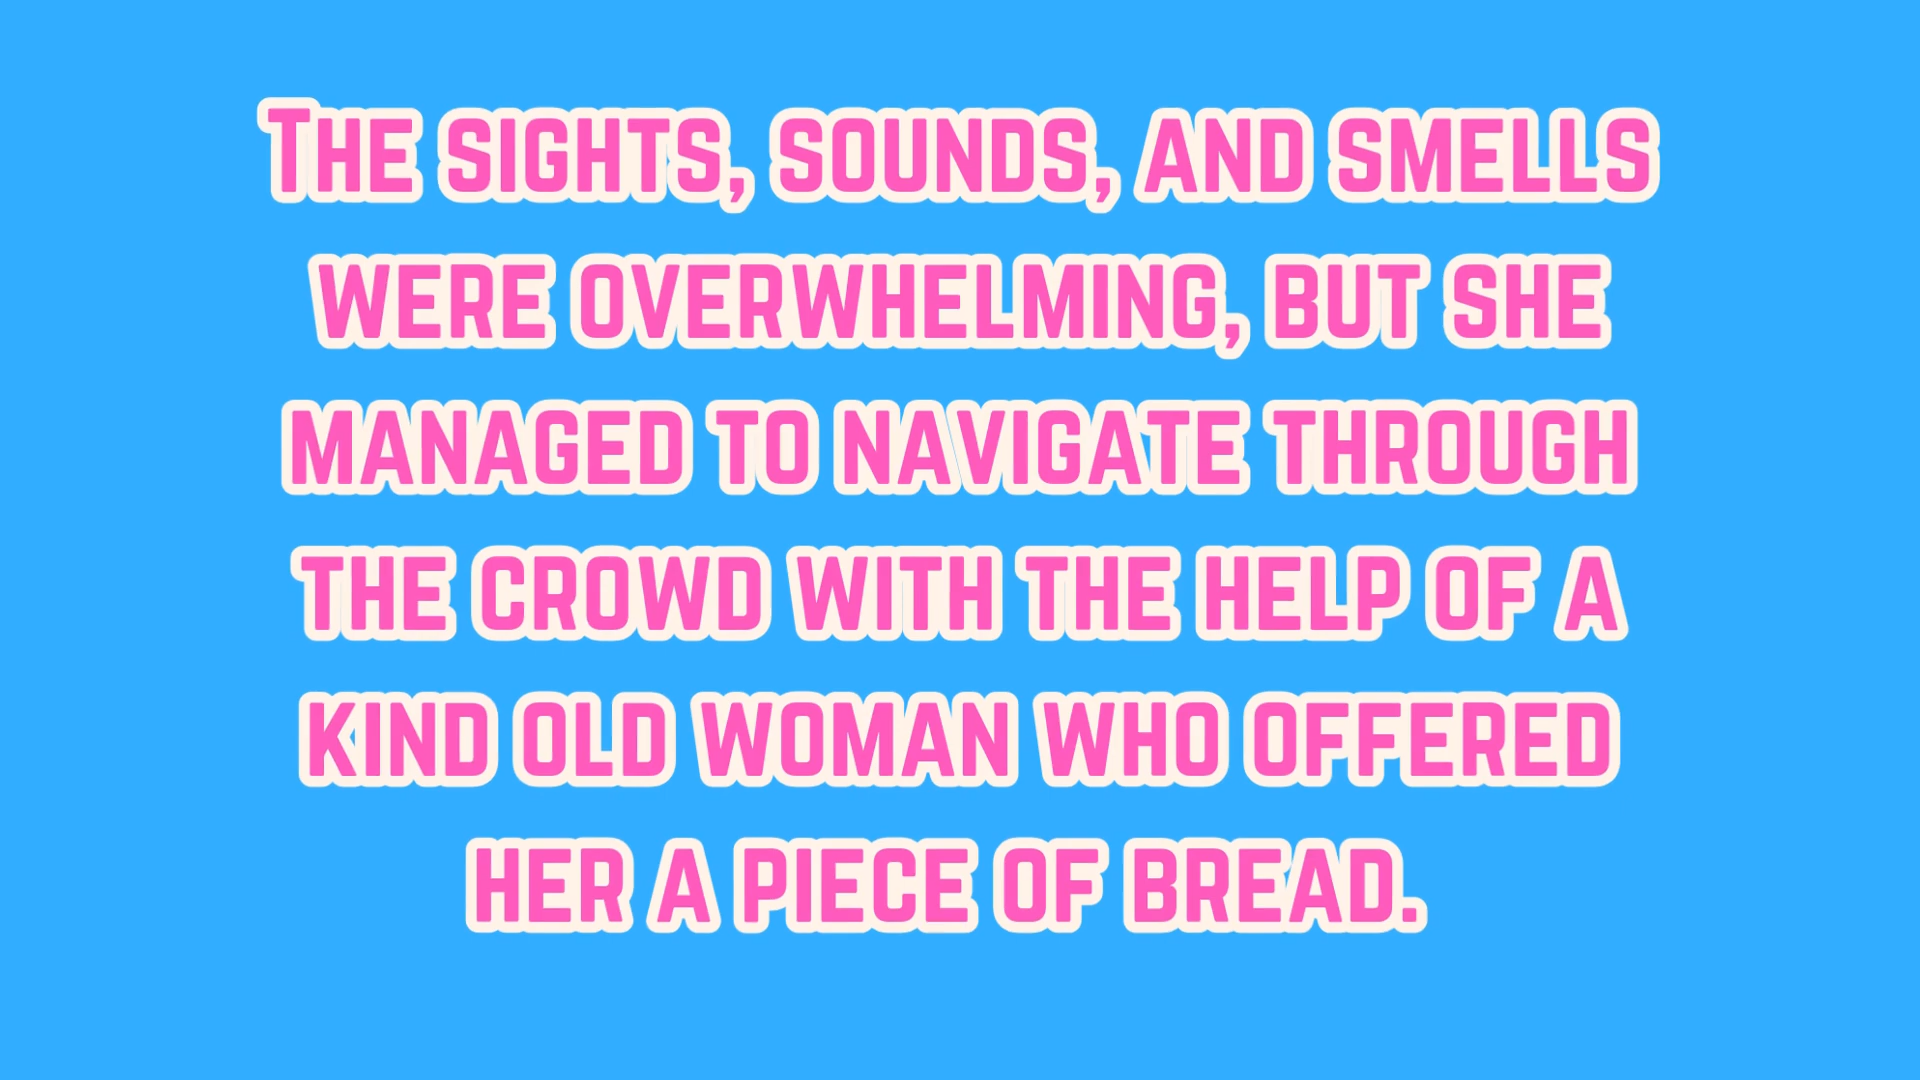 The sights, sounds, and smells
were overwhelming, but she
managed to navigate through
the crowd with the help of a
kind old woman who offered
her a piece of bread.